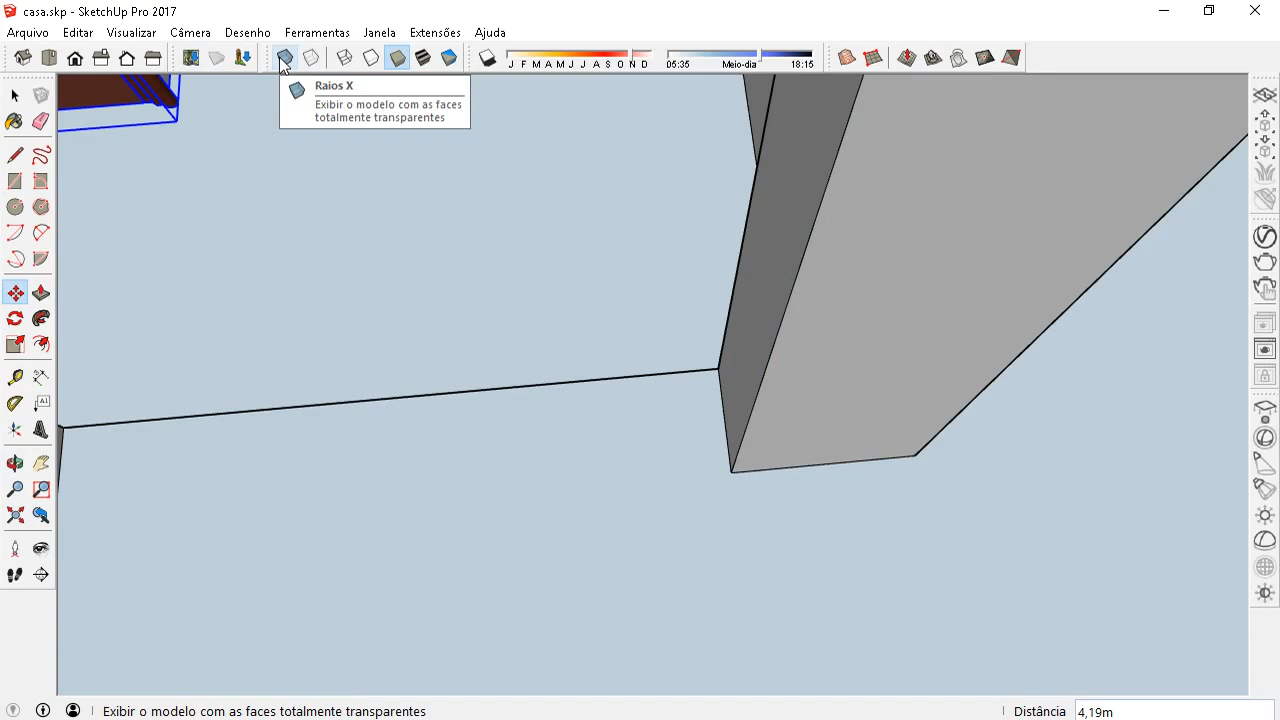 casa.skp - SketchUp Pro 2017
Arquivo Editar Visualizar Câmera Desenho Ferramentas Janela Extensões Ajuda
J F M A M J J A S O N D
05:35 Meio-dia 18:15
Raios X
Exibir o modelo com as faces
totalmente transparentes
A1
Exibir o modelo com as faces totalmente transparentes
Distância 4,19m